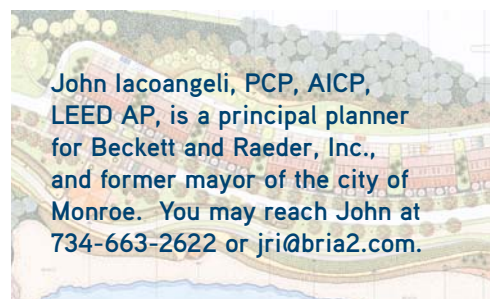 John Iacoangeli, PCP, AICP,
LEED AP, is a principal planner
for Beckett and Raeder, Inc.,
and former mayor of the city of
Monroe.  You may reach John at
734-663-2622 or jri@bria2.com.